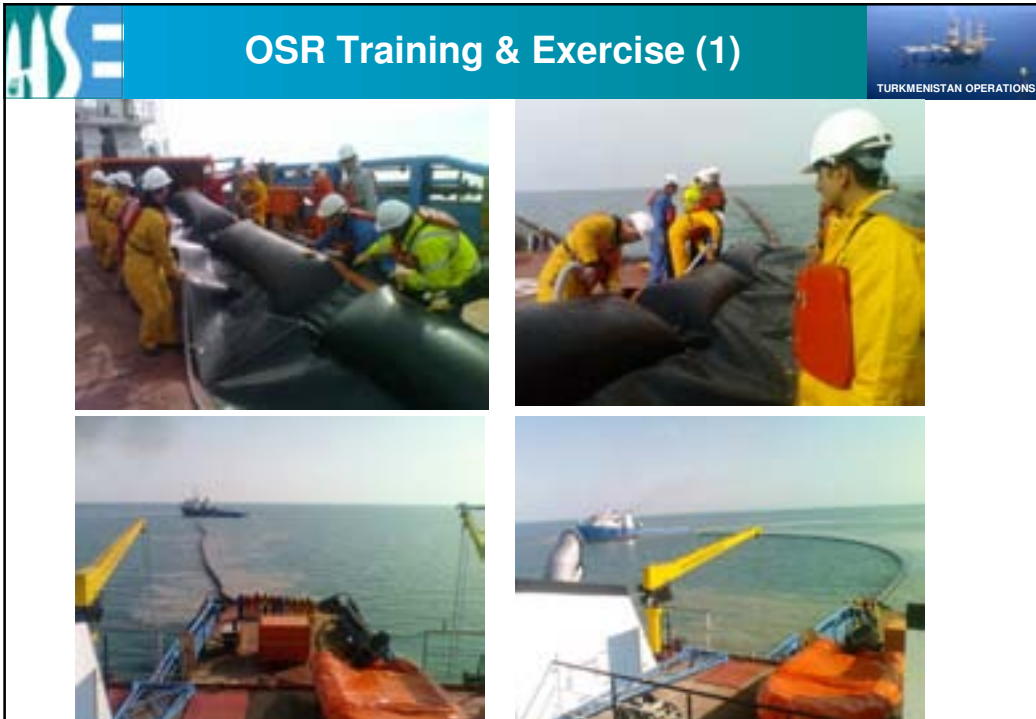 HSE
OSR Training & Exercise (1)
TURKMENISTAN OPERATIONS